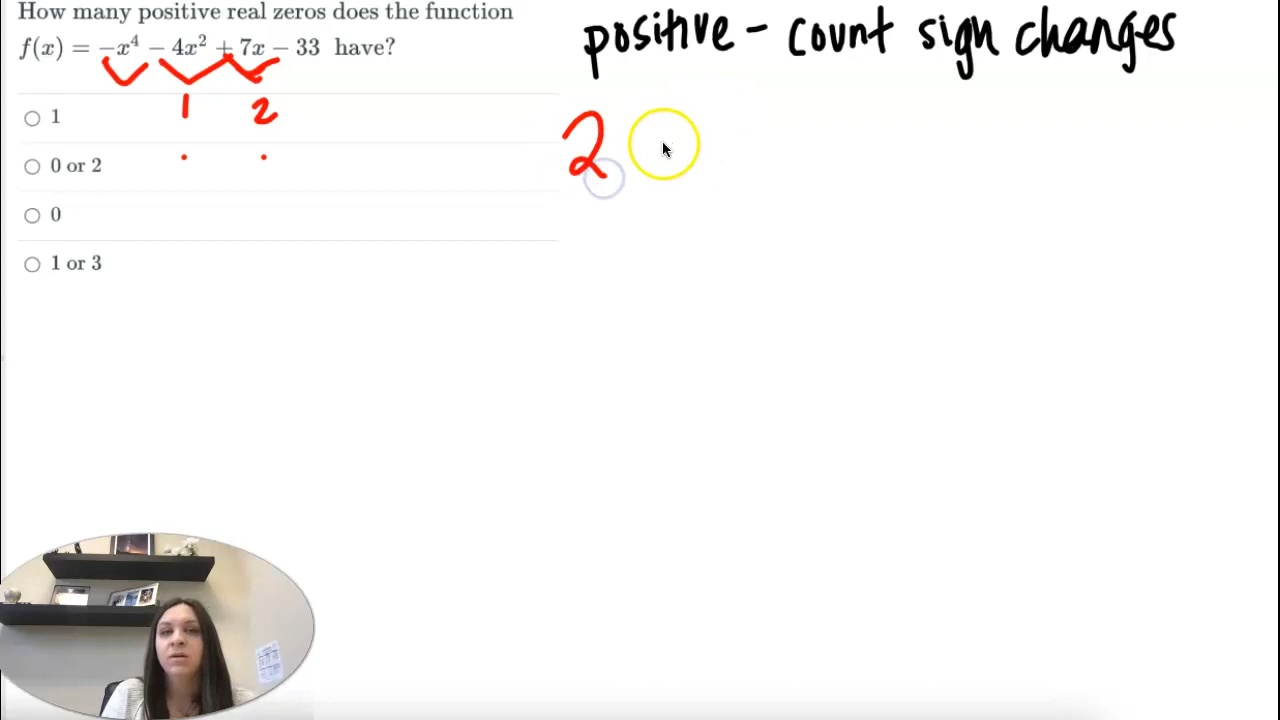 How many positive real zeros does the function
f(x) = −x⁴ − 4x² + 7x − 33 have?
positive - count sign changes
1 2
1
0 or 2
0
1 or 3
2